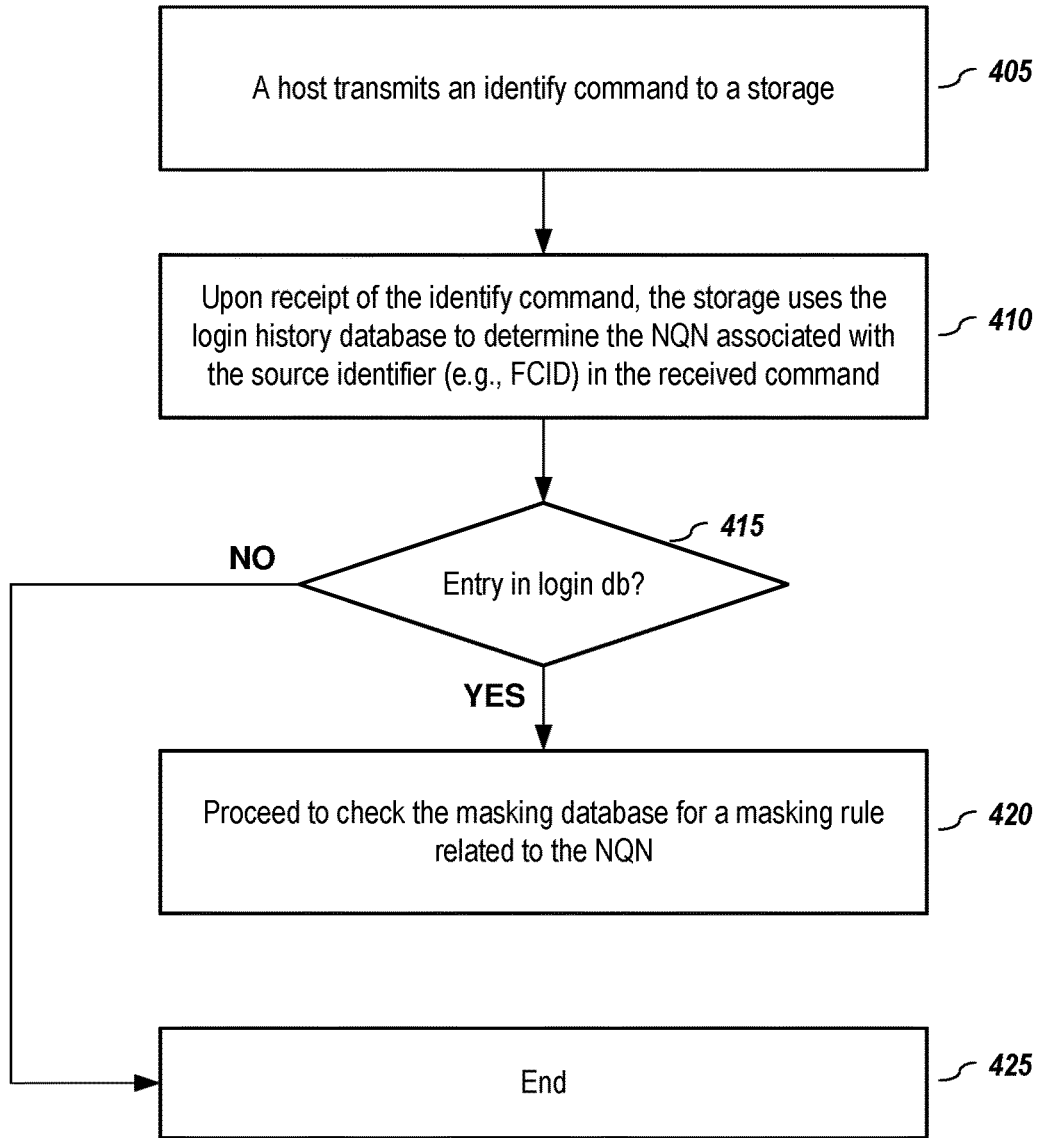 A host transmits an identify command to a storage
405
Upon receipt of the identify command, the storage uses the
login history database to determine the NQN associated with
the source identifier (e.g., FCID) in the received command
410
415
NO
Entry in login db?
YES
Proceed to check the masking database for a masking rule
related to the NQN
420
End
425